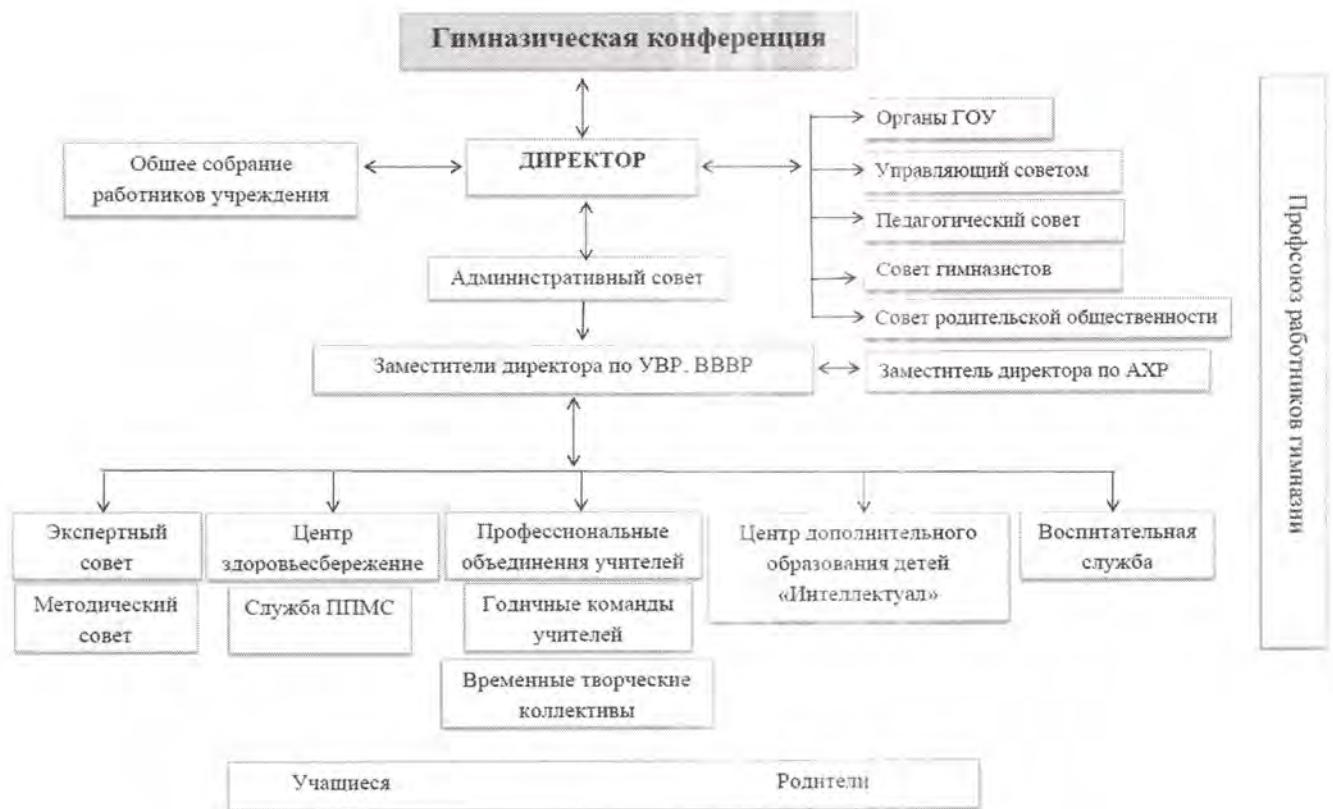 Гимназическая конференция
Органы ГОУ
ДИРЕКТОР
Общее собрание
работников учреждения
Управляющий советом
Педагогический совет
Совет гимназистов
Административный совет
Совет родительской общественности
Заместители директора по УВР. ВВВР
Заместитель директора по АХР
Профсоюз работников гимназии
Экспертный
совет
Центр
здоровьесбережение
Профессиональные
объединения учителей
Центр дополнительного
образования детей
«Интеллектуал»
Воспитательная
служба
Методический
совет
Служба ППМС
Годичные команды
учителей
Временные творческие
коллективы
Учащиеся
Родители